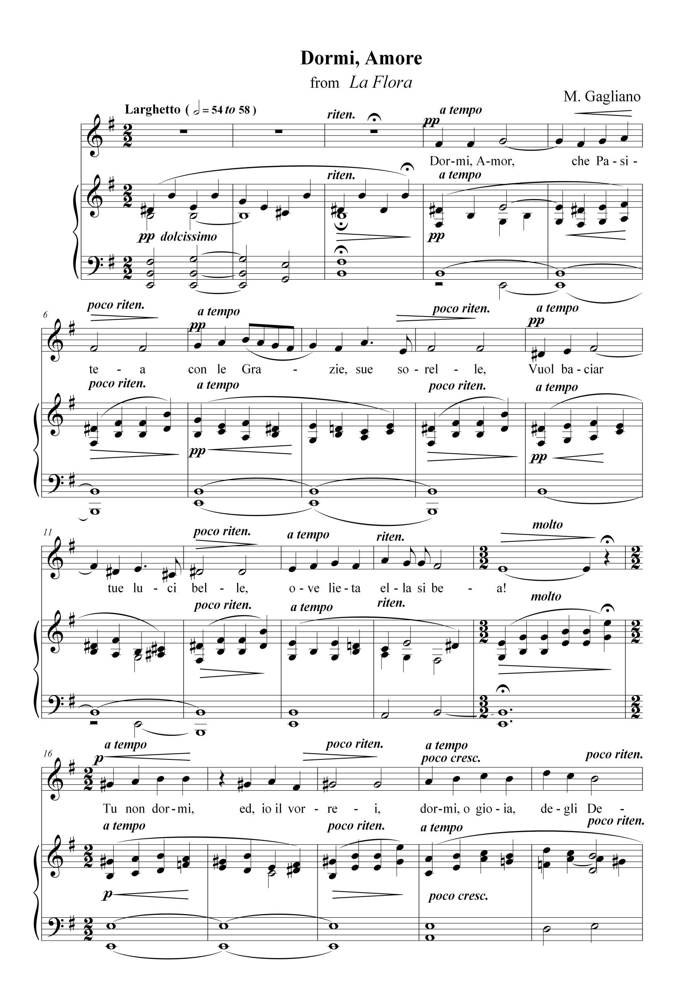 Dormi, Amore
from La Flora
M. Gagliano
Larghetto ( = 54 to 58 )
riten.
a tempo
pp
Dor-mi, A-mor, che Pa - si -
riten.
a tempo
pp dolcissimo
pp
6
poco riten.
a tempo
poco riten.
a tempo
pp
pp
te - a con le Gra - zie, sue so - rel - le, Vuol ba - ciar
poco riten.
a tempo
poco riten.
a tempo
pp
pp
11
poco riten.
a tempo
riten.
molto
tue lu - ci bel - le, o - ve lie - ta el - la si be - a!
poco riten.
a tempo
riten.
molto
16
a tempo
p
poco riten.
a tempo
poco cresc.
poco riten.
Tu non dor - mi, ed, io il vor - re - i, dor-mi, o gio - ia, de - gli De -
a tempo
poco riten.
a tempo
poco riten.
p
poco cresc.